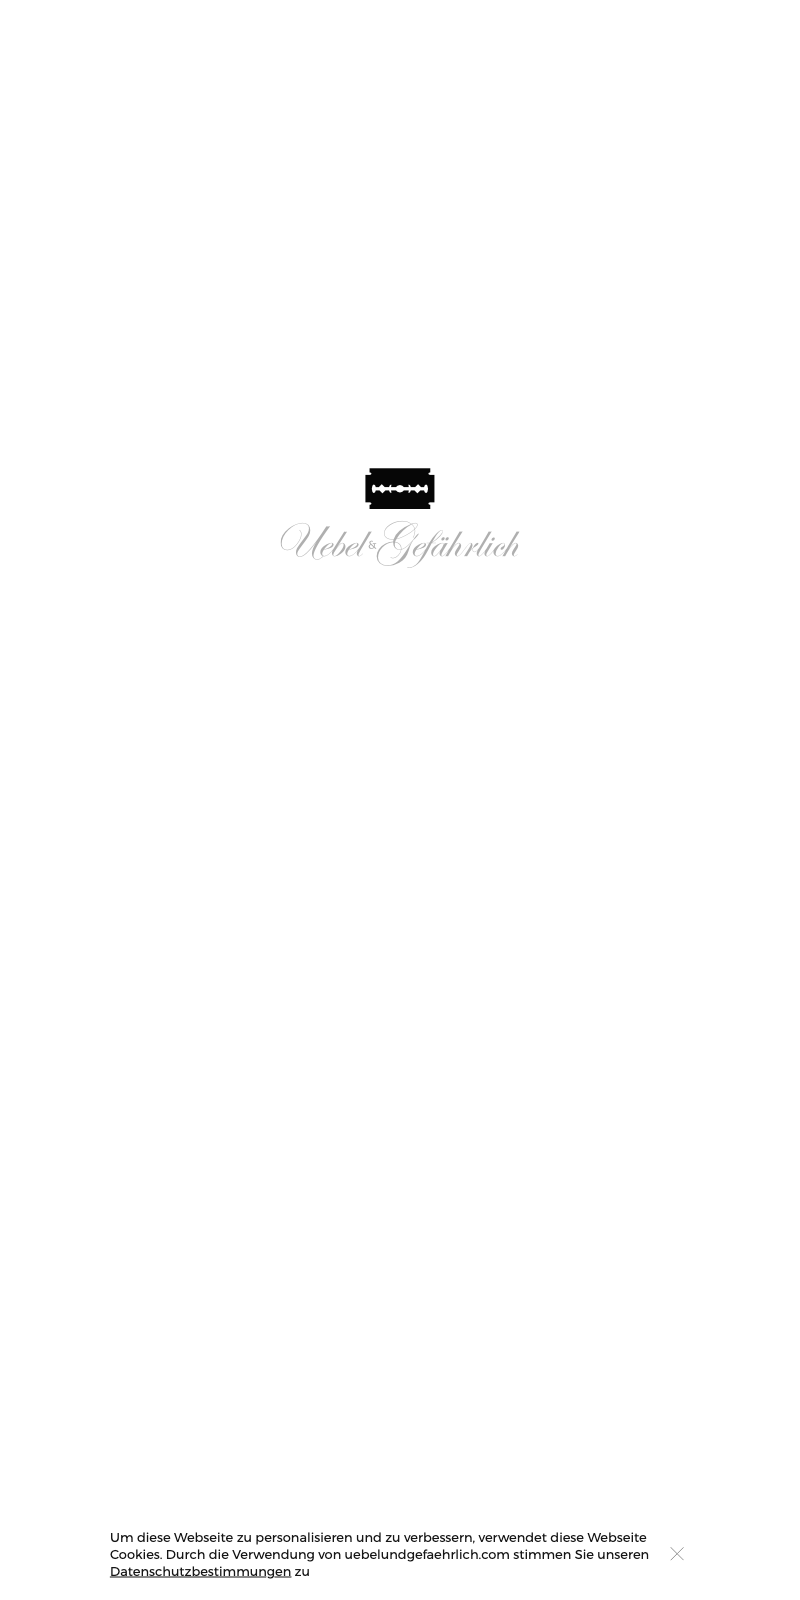 Uebel & Gefährlich
Um diese Webseite zu personalisieren und zu verbessern, verwendet diese Webseite
Cookies. Durch die Verwendung von uebelundgefaehrlich.com stimmen Sie unseren
Datenschutzbestimmungen zu